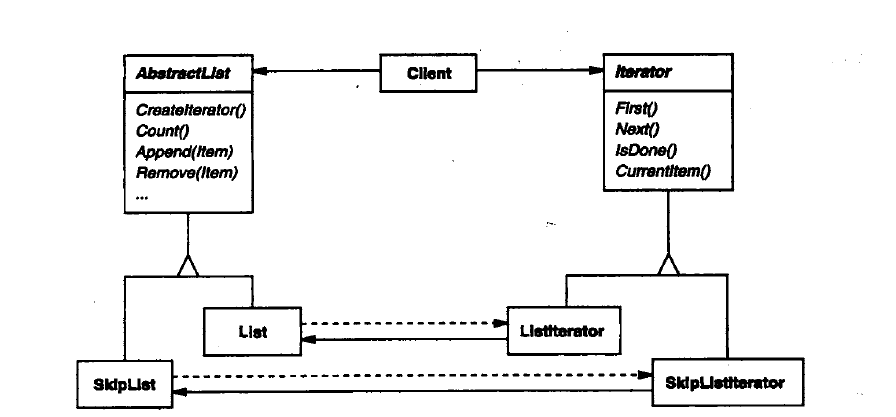 AbstractList
CreateIterator()
Count()
Append(Item)
Remove(Item)
...
Client
Iterator
First()
Next()
IsDone()
CurrentItem()
List
ListIterator
SkipList
SkipListIterator